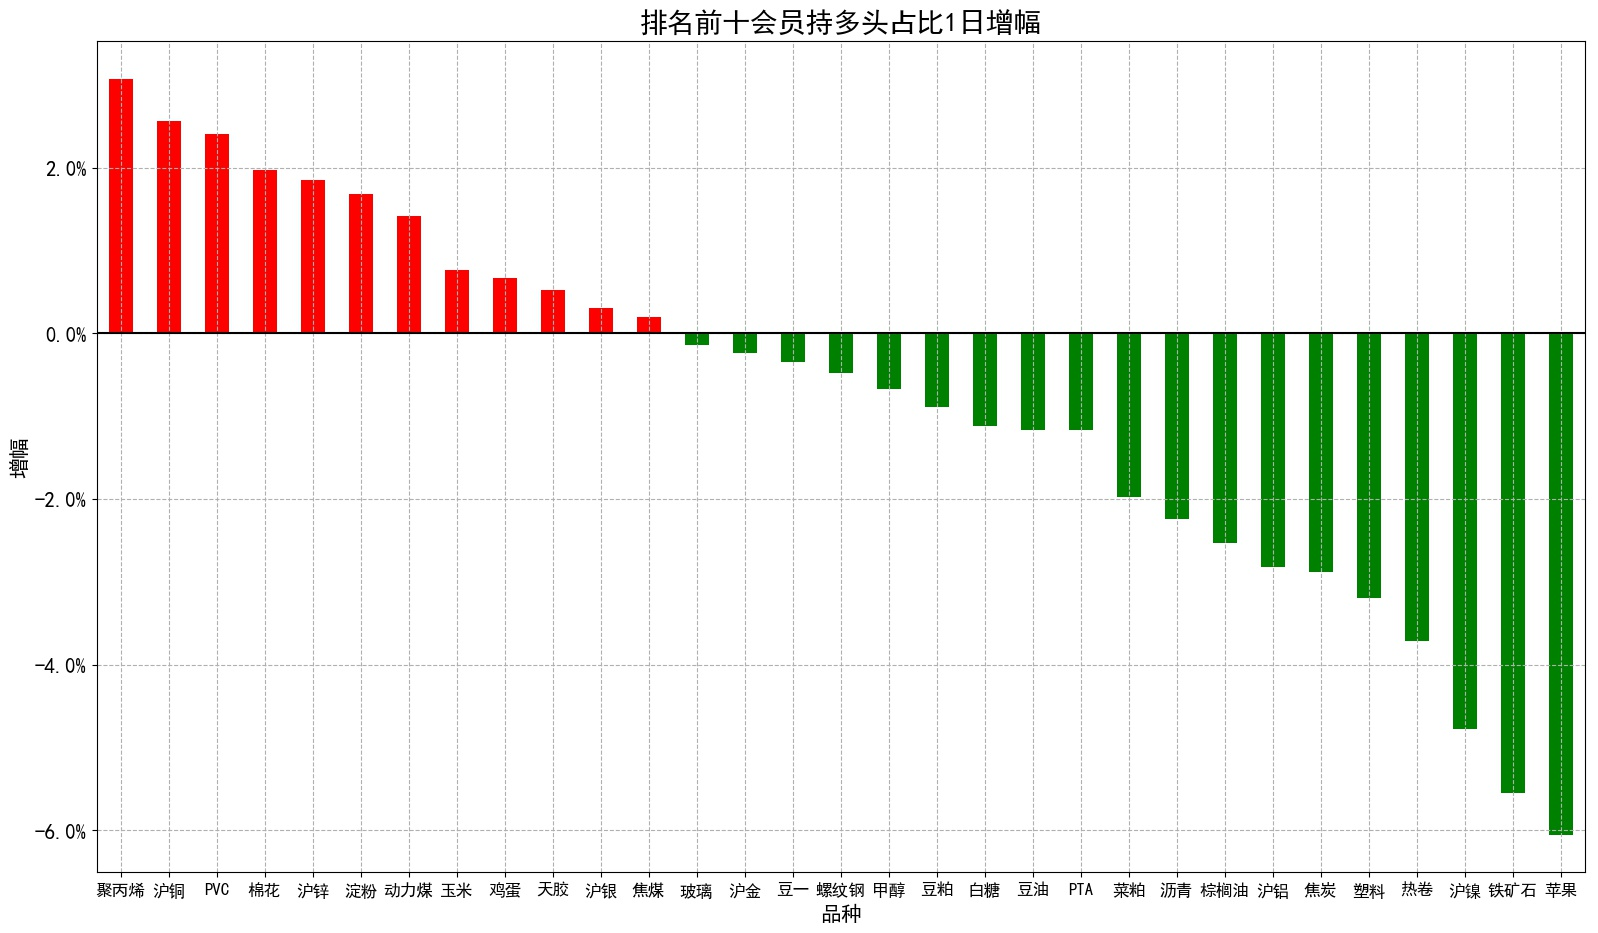 排名前十会员持多头占比1日增幅
2.0%
0.0%
−2.0%
−4.0%
−6.0%
增幅
聚丙烯 沪铜 PVC 棉花 沪锌 淀粉 动力煤 玉米 鸡蛋 天胶 沪银 焦煤 玻璃 沪金 豆一 螺纹钢 甲醇 豆粕 白糖 豆油 PTA 菜粕 沥青 棕榈油 沪铝 焦炭 塑料 热卷 沪镍 铁矿石 苹果
品种